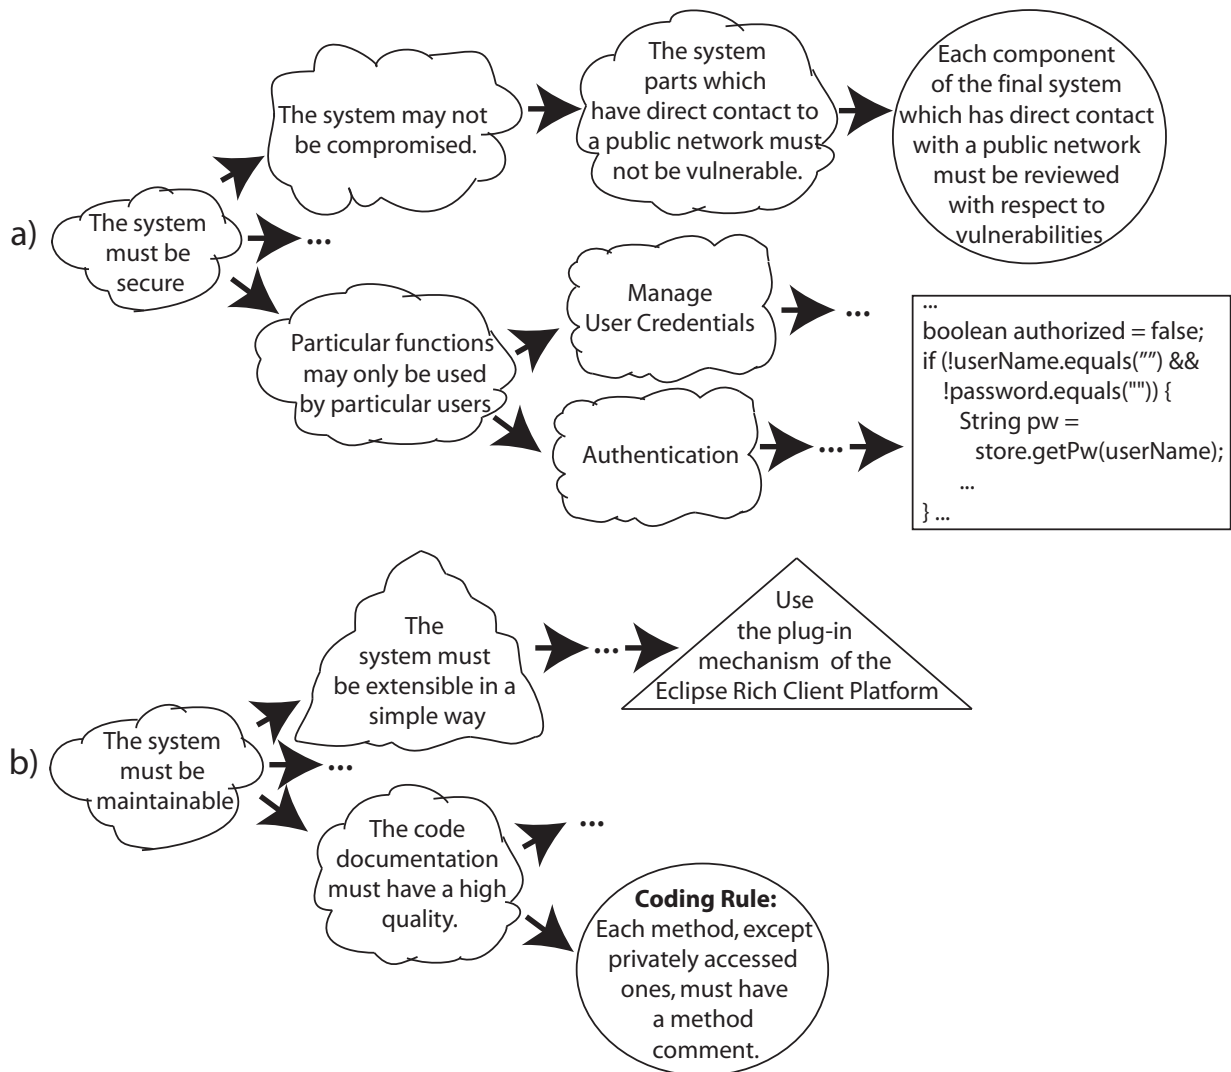 a)
The system
must be
secure
The system may not
be compromised.
The system
parts which
have direct contact to
a public network must
not be vulnerable.
Each component
of the final system
which has direct contact
with a public network
must be reviewed
with respect to
vulnerabilities
...
Particular functions
may only be used
by particular users
Manage
User Credentials
...
Authentication
...
...
boolean authorized = false;
if (!userName.equals("") &&
!password.equals("")) {
String pw =
store.getPw(userName);
...
} ...
b)
The system
must be
maintainable
The
system must
be extensible in a
simple way
...
Use
the plug-in
mechanism of the
Eclipse Rich Client Platform
...
The code
documentation
must have a high
quality.
...
Coding Rule:
Each method, except
privately accessed
ones, must have
a method
comment.